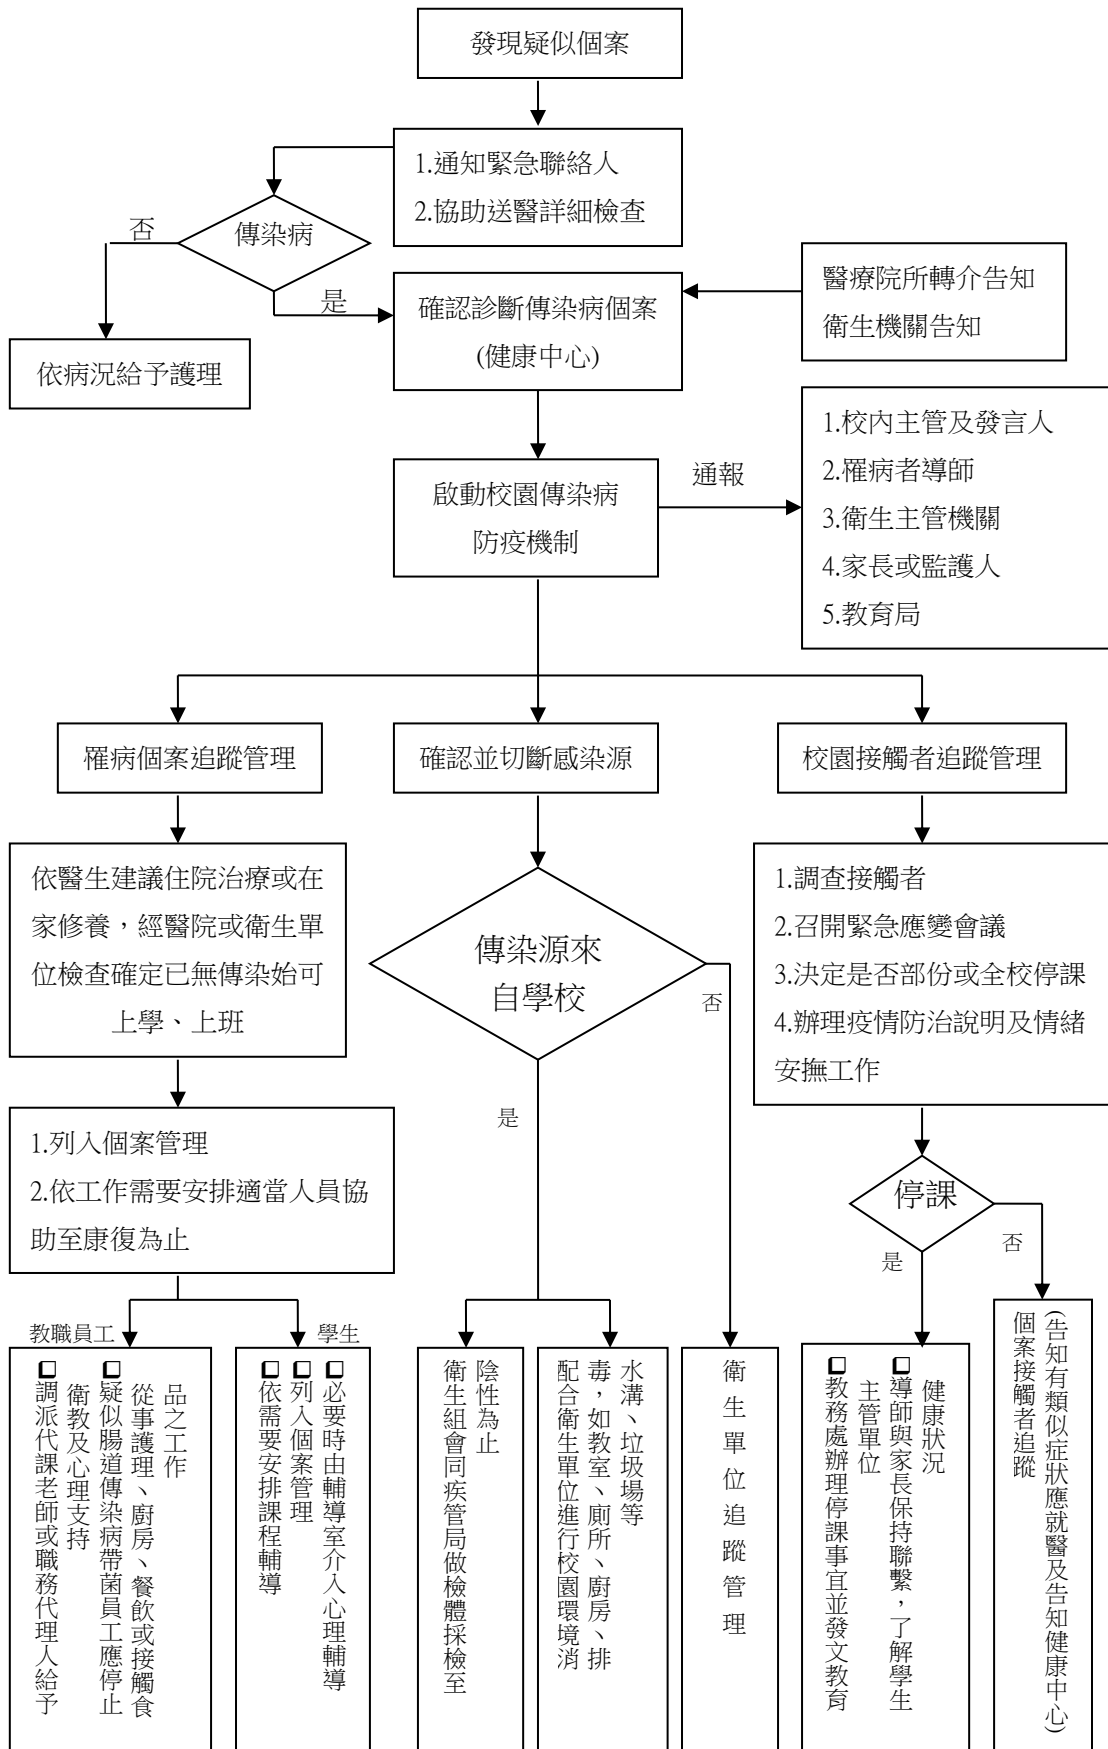 發現疑似個案
1.通知緊急聯絡人
2.協助送醫詳細檢查
傳染病
否
是
依病況給予護理
確認診斷傳染病個案
(健康中心)
醫療院所轉介告知
衛生機關告知
啟動校園傳染病
防疫機制
通報
1.校內主管及發言人
2.罹病者導師
3.衛生主管機關
4.家長或監護人
5.教育局
罹病個案追蹤管理
確認並切斷感染源
校園接觸者追蹤管理
依醫生建議住院治療或在
家修養，經醫院或衛生單
位檢查確定已無傳染始可
上學、上班
傳染源來
自學校
否
是
1.調查接觸者
2.召開緊急應變會議
3.決定是否部份或全校停課
4.辦理疫情防治說明及情緒
安撫工作
1.列入個案管理
2.依工作需要安排適當人員協
助至康復為止
停課
是
否
教職員工
學生
❑調派代課老師或職務代理人給予
衛教及心理支持
❑疑似腸道傳染病帶菌員工應停止
從事護理、廚房、餐飲或接觸食
品之工作
❑依需要安排課程輔導
❑列入個案管理
❑必要時由輔導室介入心理輔導
衛生組會同疾管局做檢體採檢至
陰性為止
配合衛生單位進行校園環境消
毒，如教室、廁所、廚房、排
水溝、垃圾場等
衛生單位追蹤管理
❑教務處辦理停課事宜並發文教育
主管單位
❑導師與家長保持聯繫，了解學生
健康狀況
個案接觸者追蹤
(告知有類似症狀應就醫及告知健康中心)